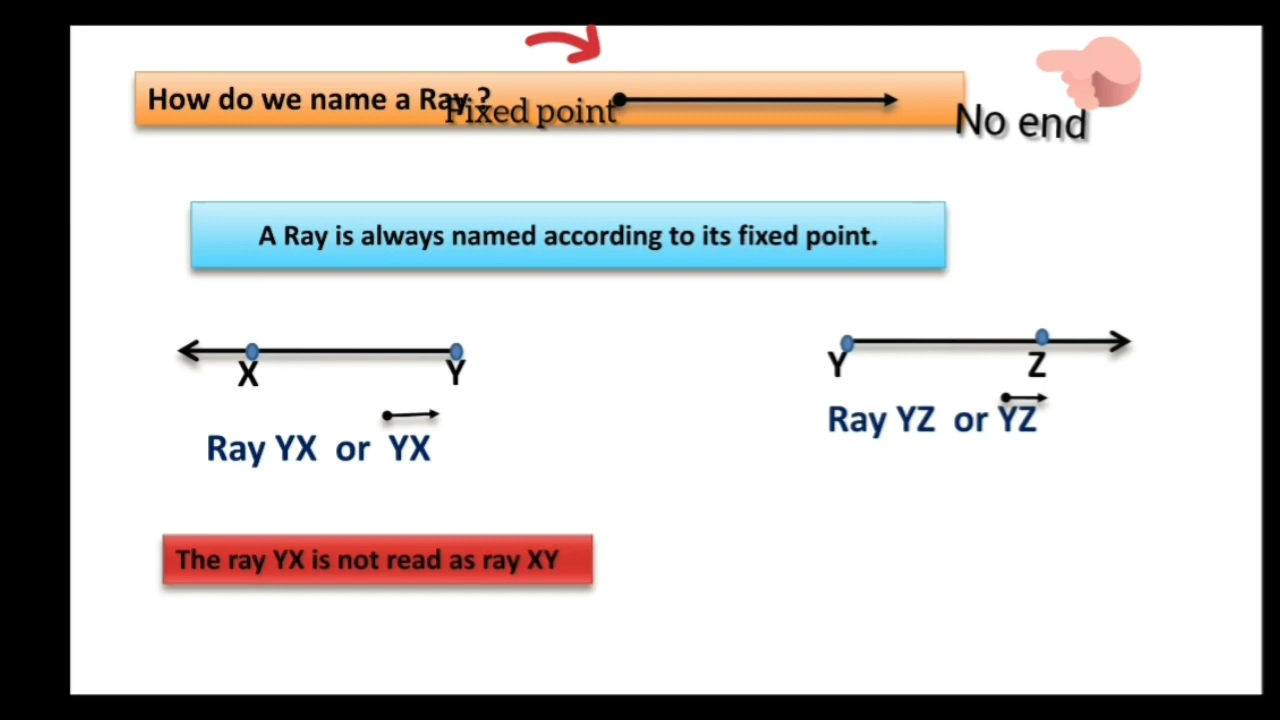 How do we name a Ray ?
Fixed point
No end
A Ray is always named according to its fixed point.
X
Y
Y
Z
Ray YX or YX
Ray YZ or YZ
The ray YX is not read as ray XY